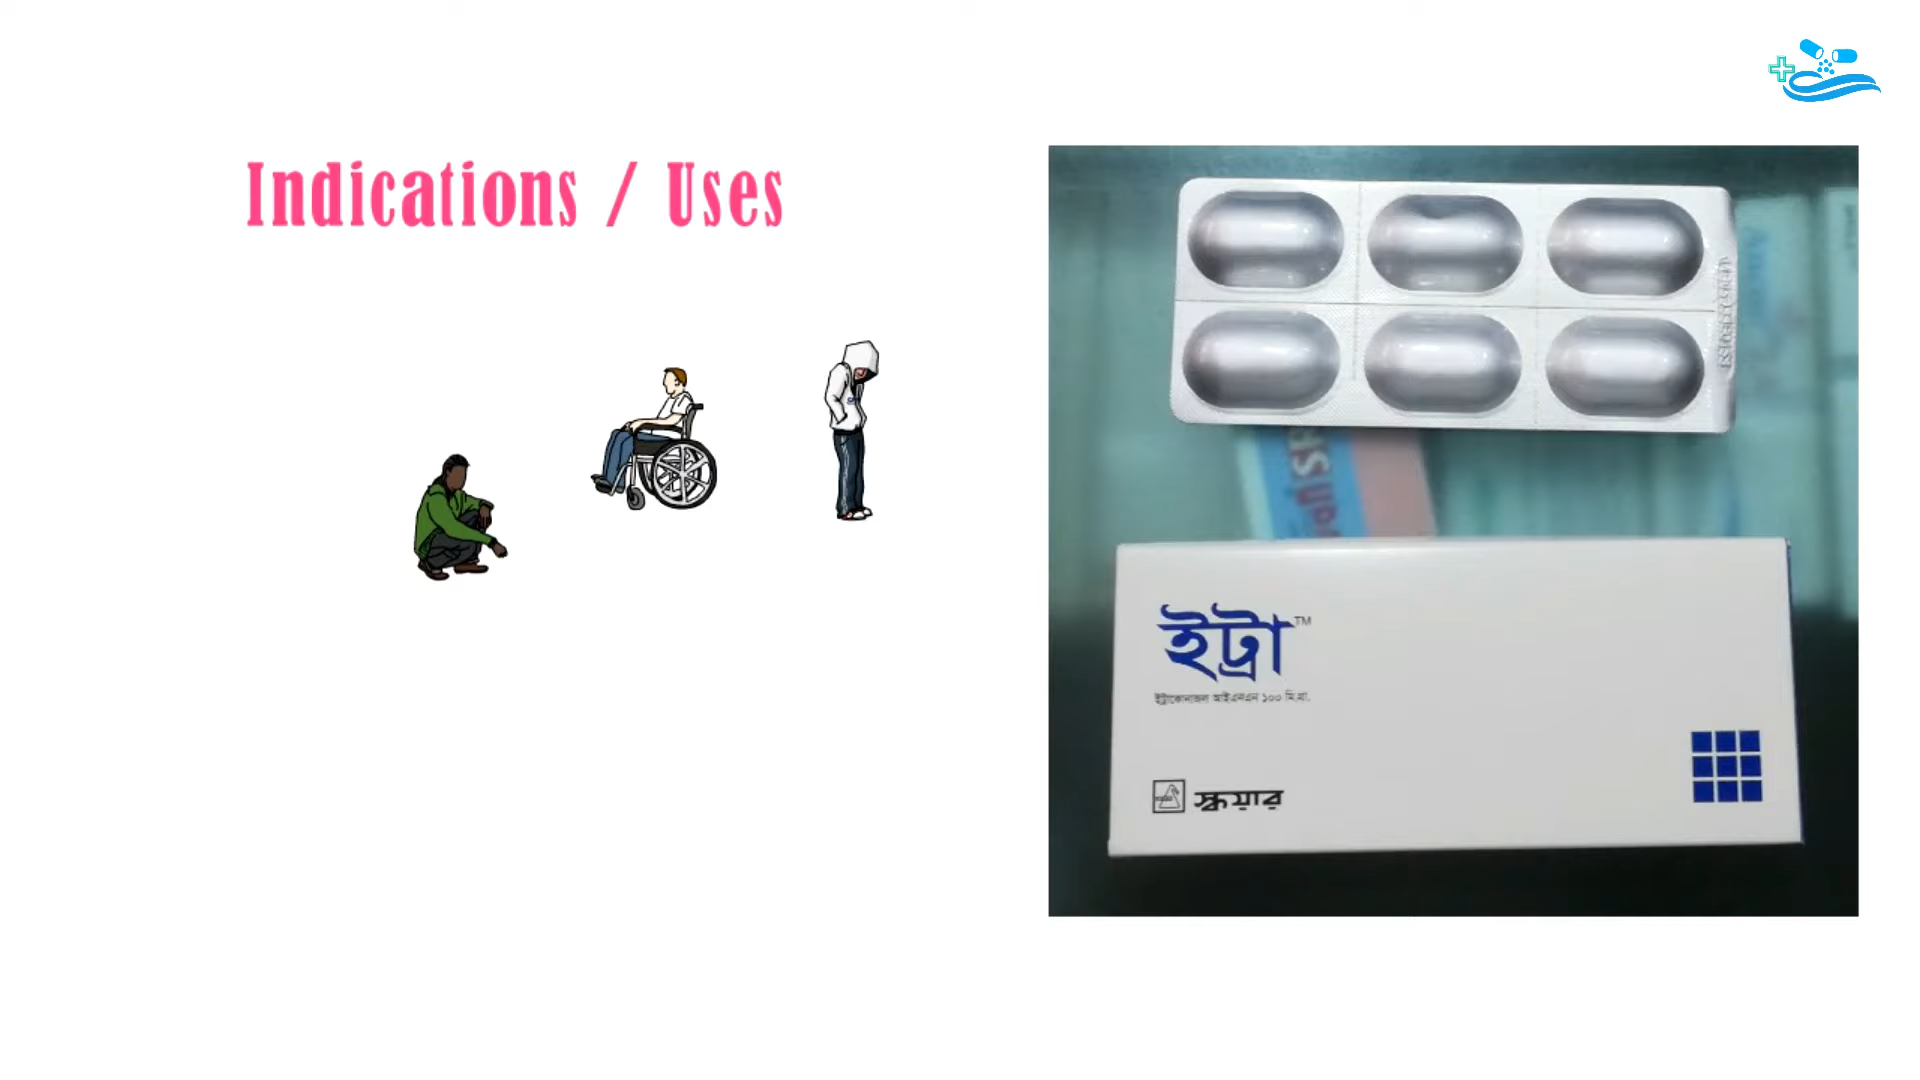 Indications / Uses
ইট্রা™
ইট্রাকোনাজল আইএনএন ১০০ মি.গ্রা.
স্কয়ার